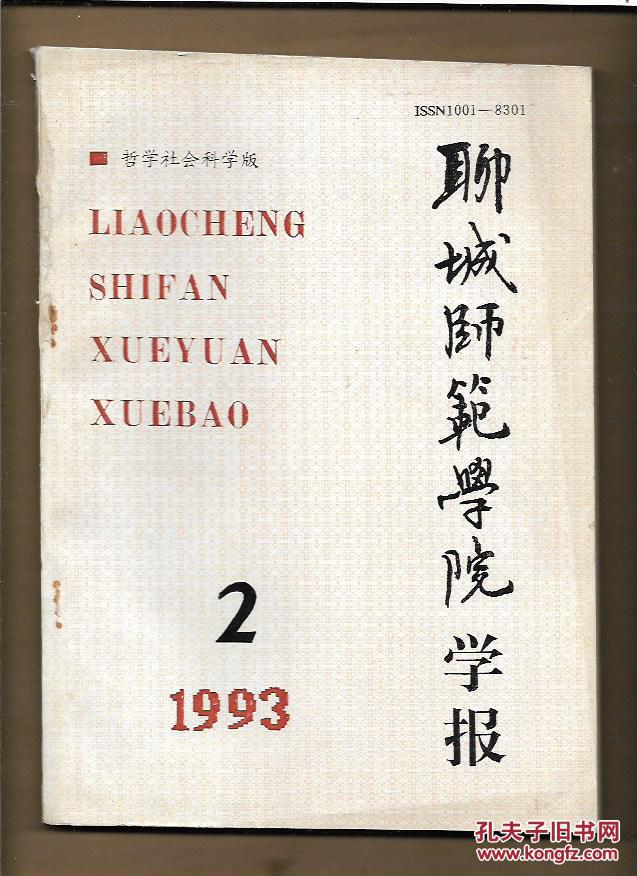 ISSN1001—8301
哲学社会科学版
LIAOCHENG
SHIFAN
XUEYUAN
XUEBAO
聊城師範學院学报
2
1993
孔夫子旧书网
www.kongfz.com